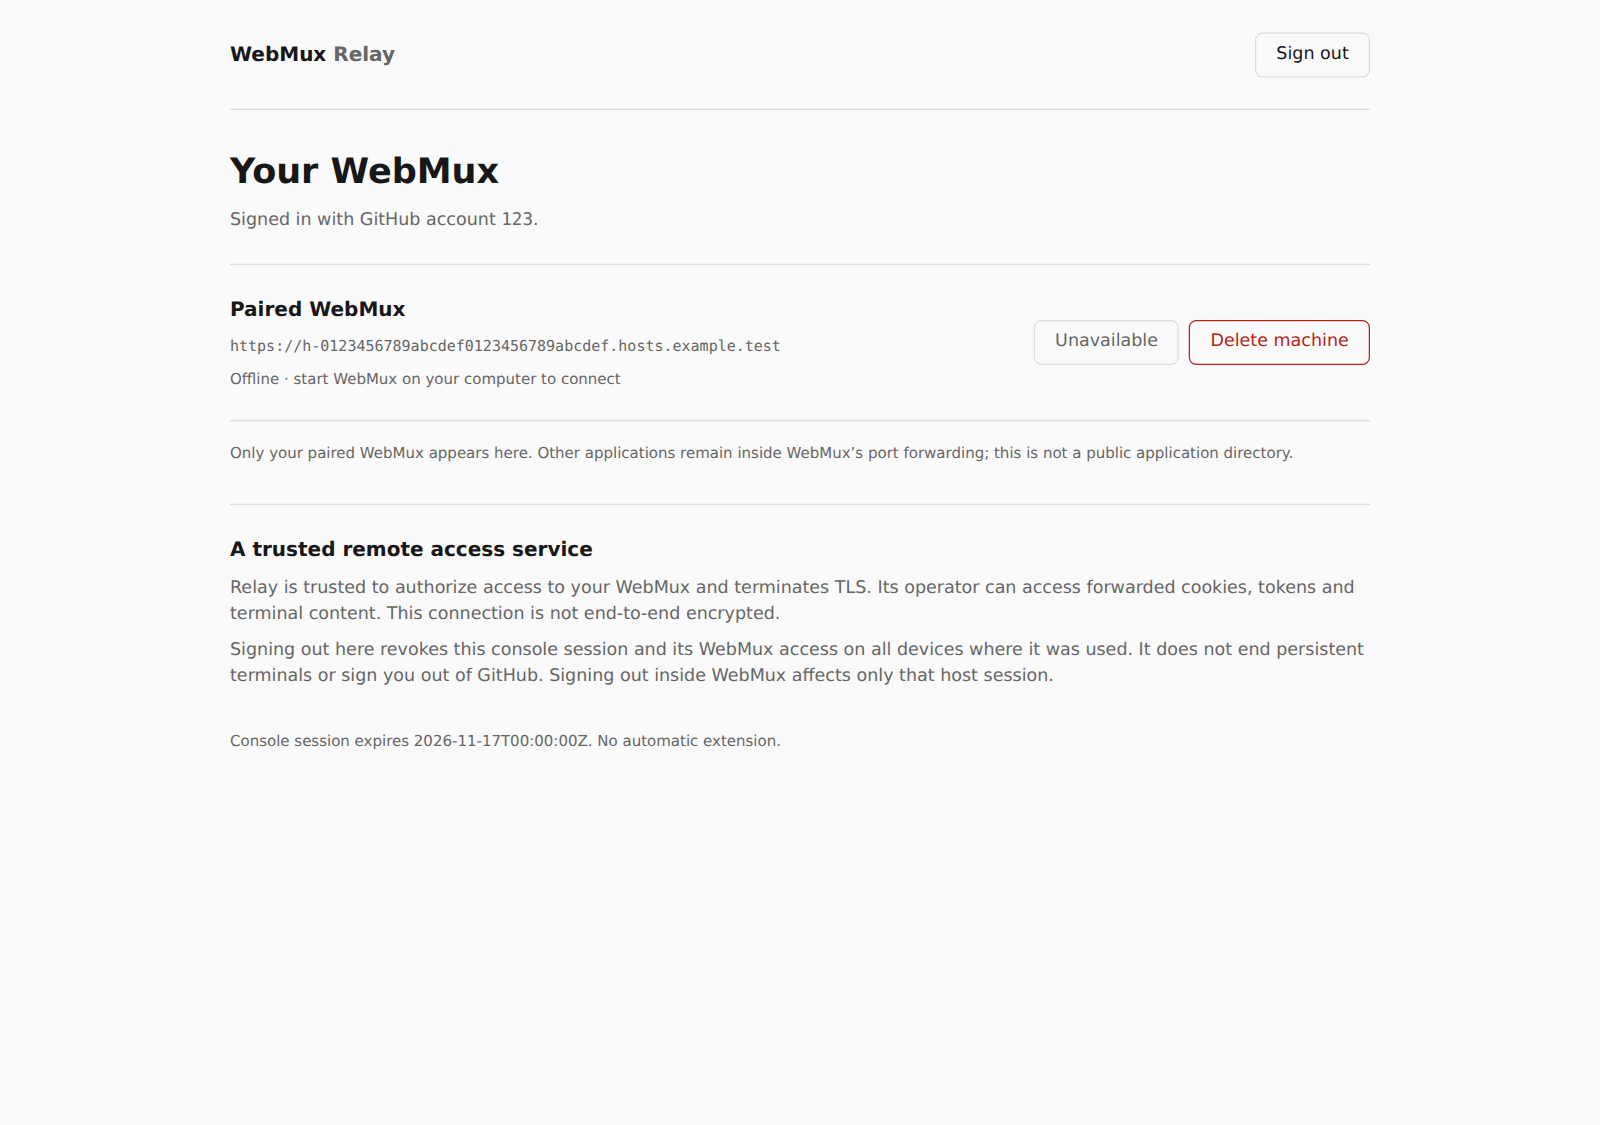 WebMux Relay
Sign out
Your WebMux
Signed in with GitHub account 123.
Paired WebMux
https://h-0123456789abcdef0123456789abcdef.hosts.example.test
Offline · start WebMux on your computer to connect
Unavailable
Delete machine
Only your paired WebMux appears here. Other applications remain inside WebMux’s port forwarding; this is not a public application directory.
A trusted remote access service
Relay is trusted to authorize access to your WebMux and terminates TLS. Its operator can access forwarded cookies, tokens and
terminal content. This connection is not end-to-end encrypted.
Signing out here revokes this console session and its WebMux access on all devices where it was used. It does not end persistent
terminals or sign you out of GitHub. Signing out inside WebMux affects only that host session.
Console session expires 2026-11-17T00:00:00Z. No automatic extension.